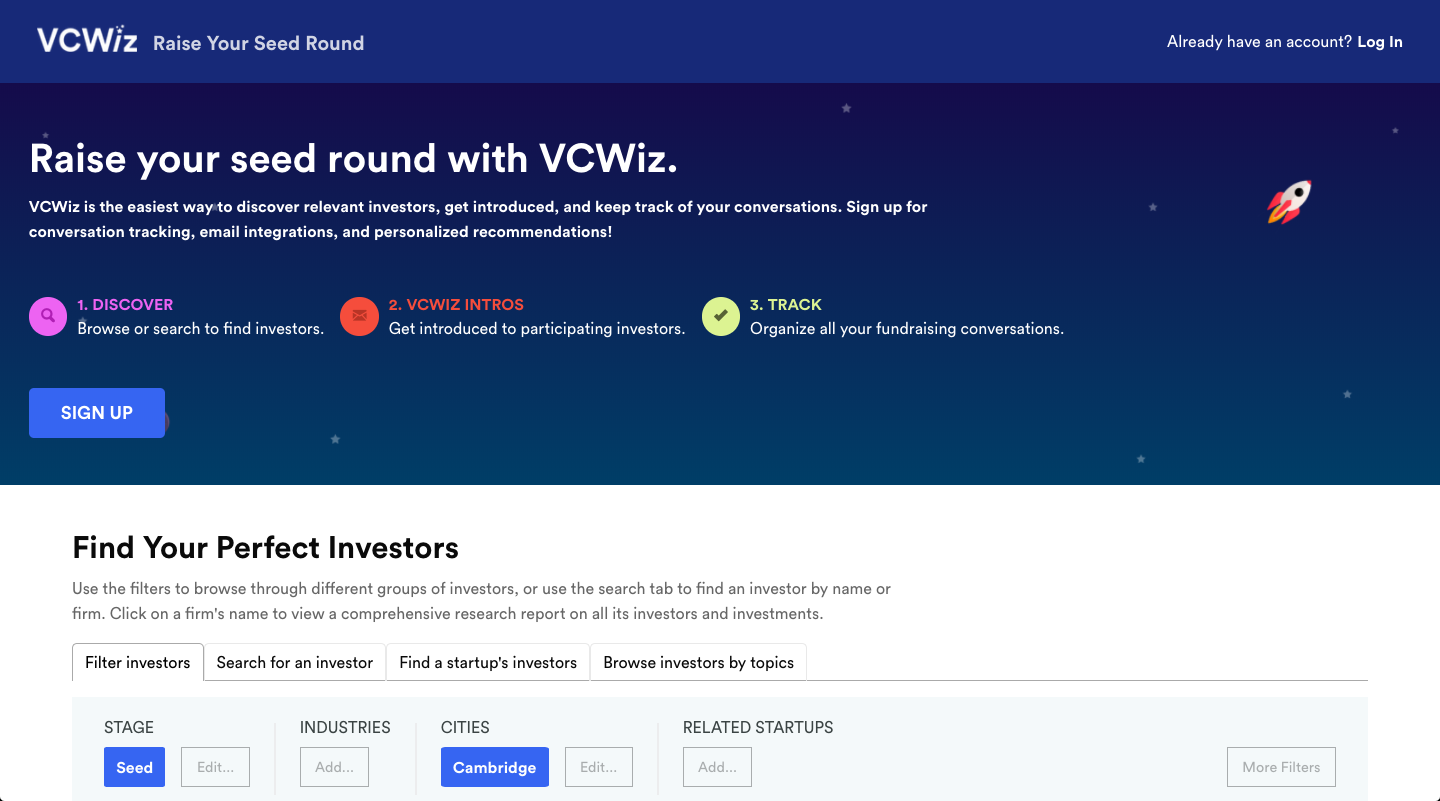 VCWiz Raise Your Seed Round
Already have an account? Log In
Raise your seed round with VCWiz.
VCWiz is the easiest way to discover relevant investors, get introduced, and keep track of your conversations. Sign up for
conversation tracking, email integrations, and personalized recommendations!
1. DISCOVER
Browse or search to find investors.
2. VCWIZ INTROS
Get introduced to participating investors.
3. TRACK
Organize all your fundraising conversations.
SIGN UP
Find Your Perfect Investors
Use the filters to browse through different groups of investors, or use the search tab to find an investor by name or
firm. Click on a firm's name to view a comprehensive research report on all its investors and investments.
Filter investors
Search for an investor
Find a startup's investors
Browse investors by topics
STAGE
Seed
Edit...
INDUSTRIES
Add...
CITIES
Cambridge
Edit...
RELATED STARTUPS
Add...
More Filters